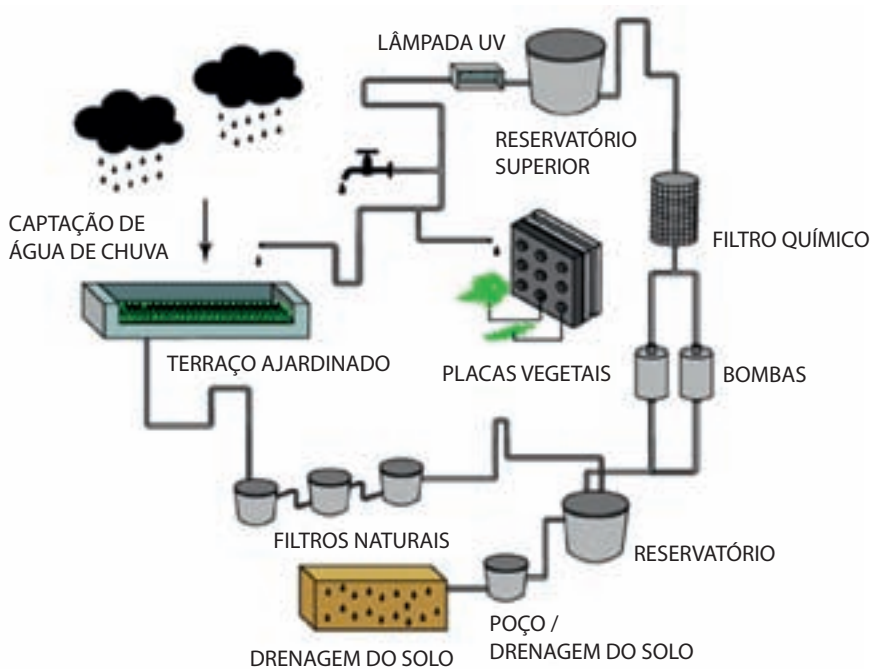 LÂMPADA UV
RESERVATÓRIO
SUPERIOR
CAPTAÇÃO DE
ÁGUA DE CHUVA
FILTRO QUÍMICO
TERRAÇO AJARDINADO
PLACAS VEGETAIS
BOMBAS
FILTROS NATURAIS
RESERVATÓRIO
POÇO /
DRENAGEM DO SOLO
DRENAGEM DO SOLO